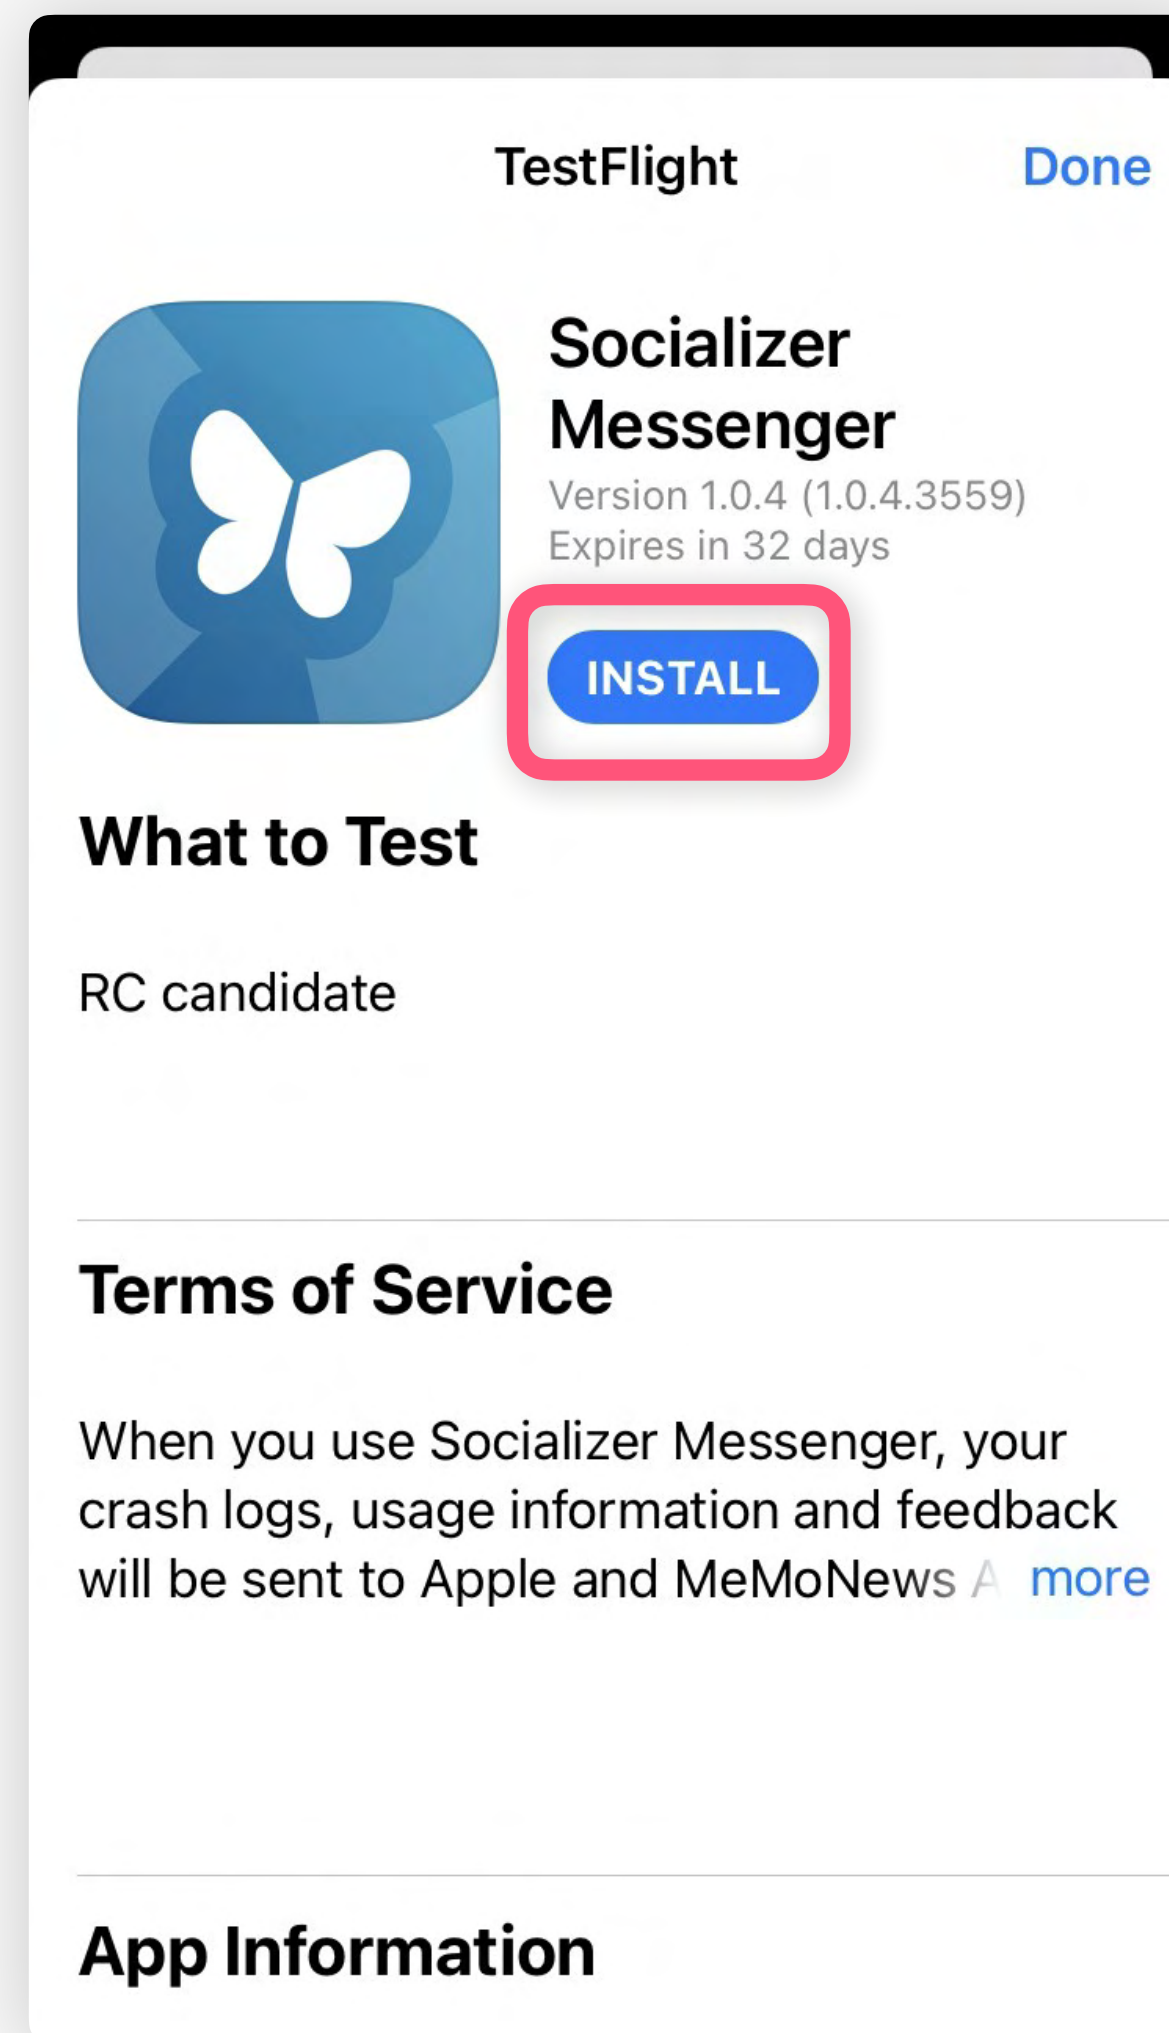 TestFlight
Done
Socializer
Messenger
Version 1.0.4 (1.0.4.3559)
Expires in 32 days
INSTALL
What to Test
RC candidate
Terms of Service
When you use Socializer Messenger, your
crash logs, usage information and feedback
will be sent to Apple and MeMoNews A more
App Information